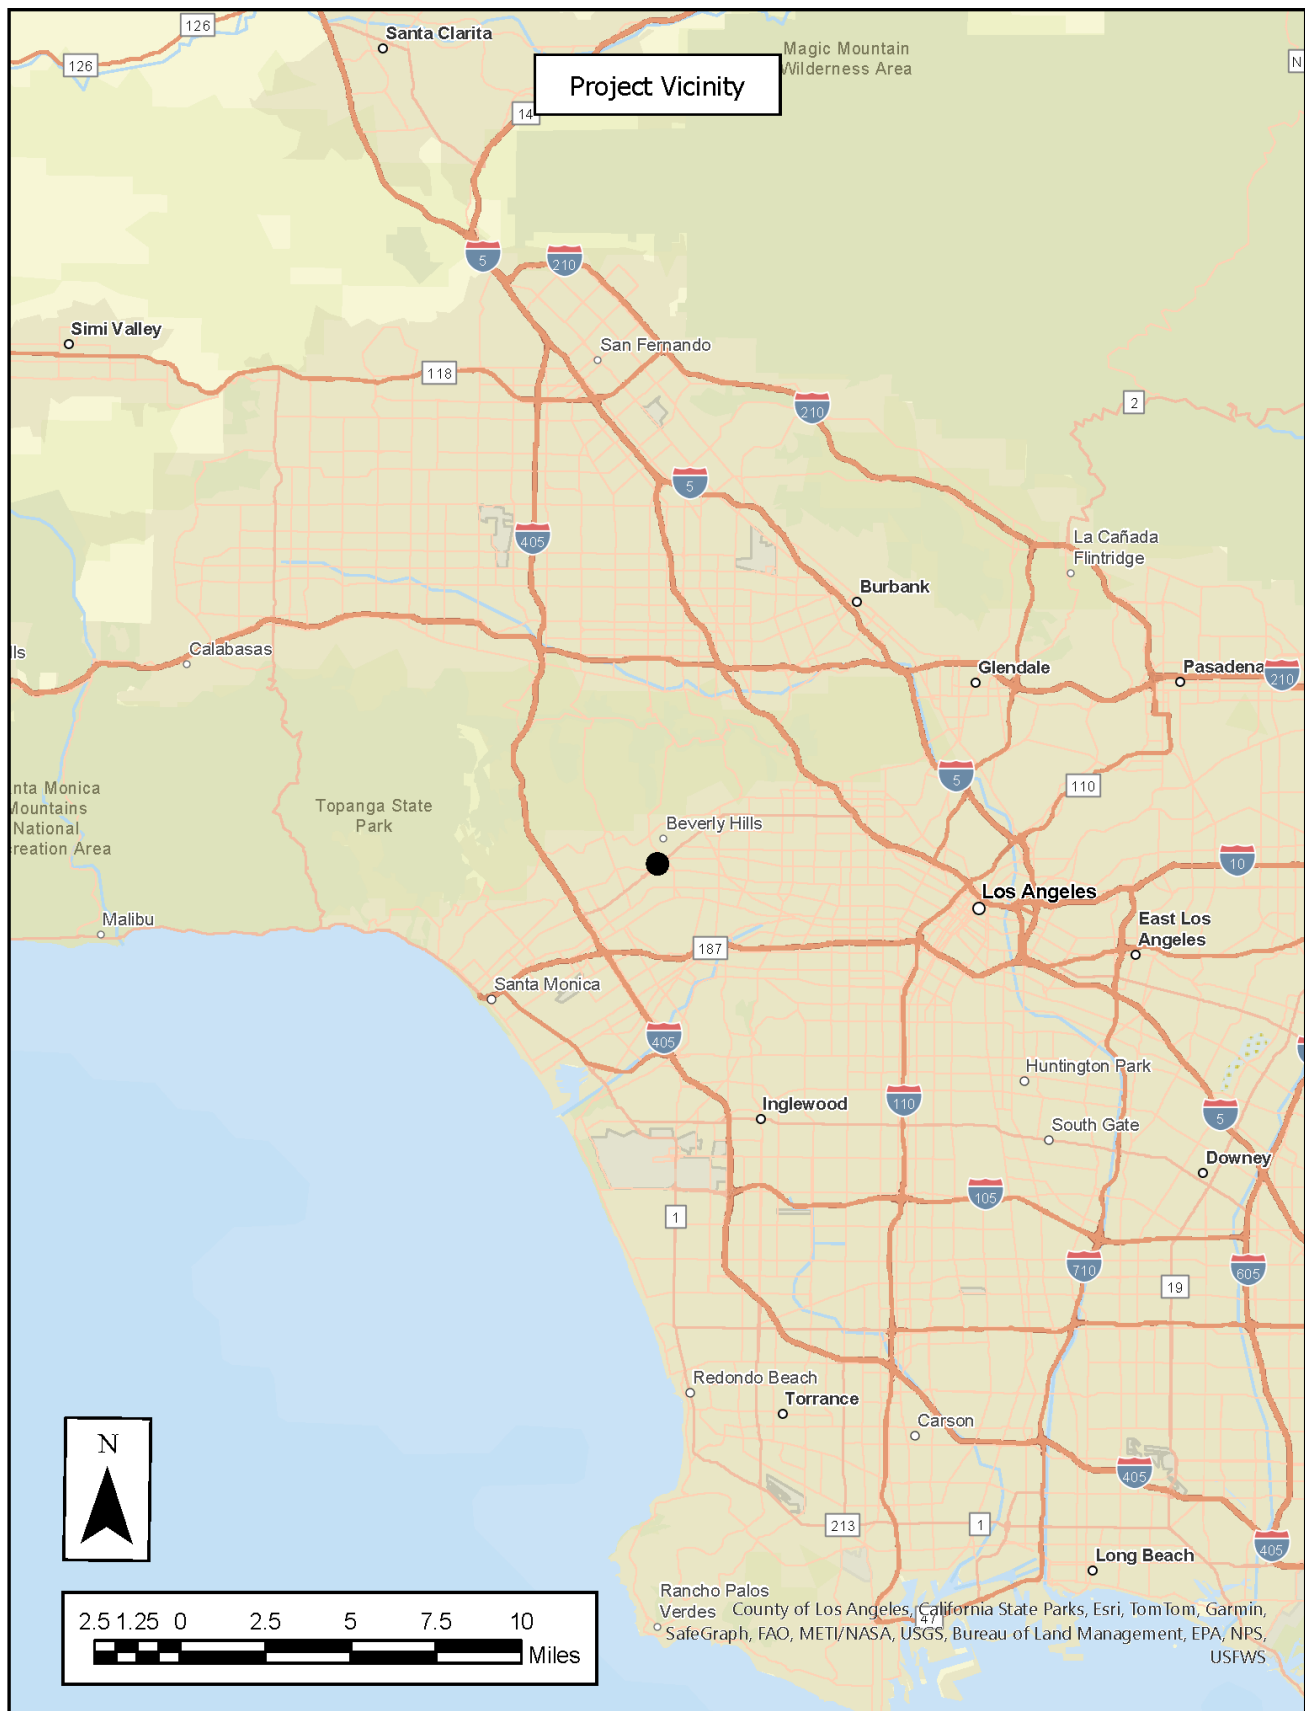 126
Santa Clarita
Magic Mountain
Wilderness Area
126
N
Project Vicinity
14
5
210
Simi Valley
San Fernando
118
2
210
5
405
La Cañada
Flintridge
Burbank
Calabasas
lls
Glendale
Pasadena
210
5
110
nta Monica
Mountains
National
creation Area
Topanga State
Park
Beverly Hills
10
Los Angeles
Malibu
East Los
Angeles
187
Santa Monica
405
Huntington Park
110
Inglewood
5
South Gate
Downey
105
1
710
605
19
Redondo Beach
Torrance
Carson
N
405
213
1
405
Long Beach
Rancho Palos
Verdes
47
County of Los Angeles, California State Parks, Esri, TomTom, Garmin,
SafeGraph, FAO, METI/NASA, USGS, Bureau of Land Management, EPA, NPS,
USFWS
2.5 1.25 0 2.5 5 7.5 10
Miles